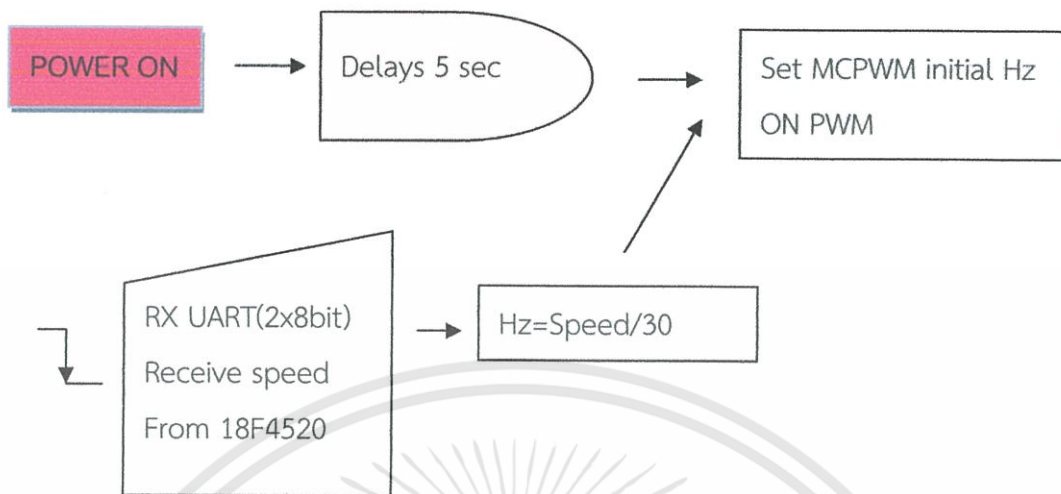 POWER ON
Delays 5 sec
Set MCPWM initial Hz
ON PWM
RX UART(2x8bit)
Receive speed
From 18F4520
Hz=Speed/30